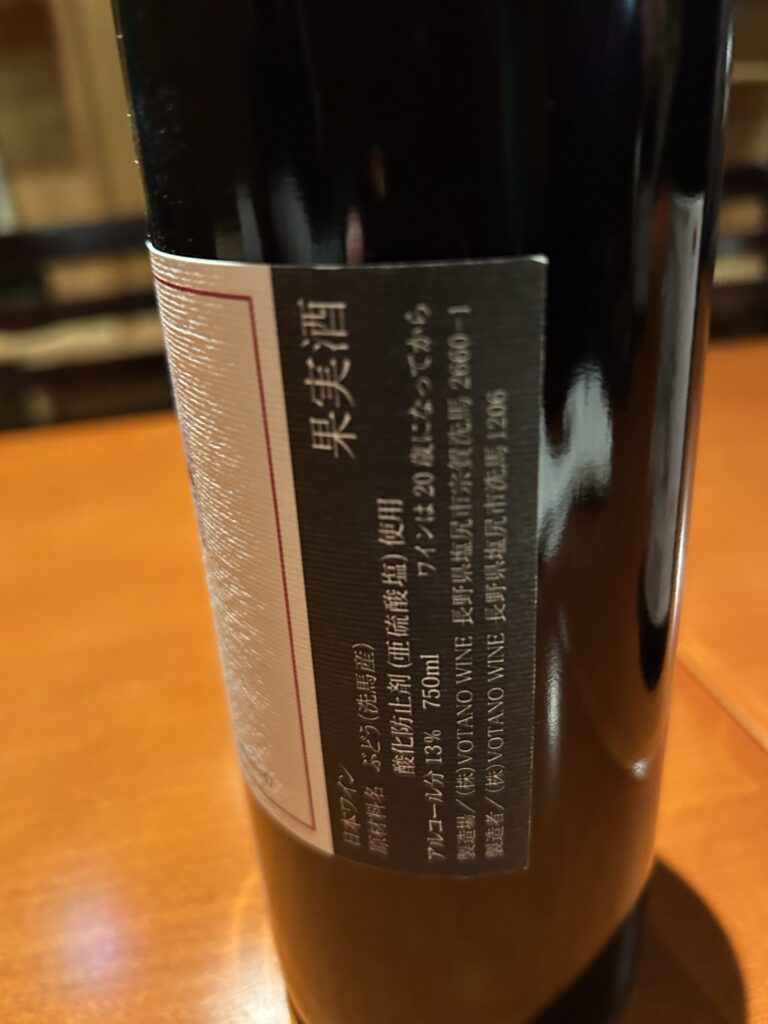 果実酒
日本ワイン
原材料名 ぶどう(洗馬産)
酸化防止剤(亜硫酸塩)使用
アルコール分13% 750ml ワインは20歳になってから
製造場/(株)VOTANO WINE 長野県塩尻市宗賀洗馬2660-1
製造者/(株)VOTANO WINE 長野県塩尻市洗馬1206